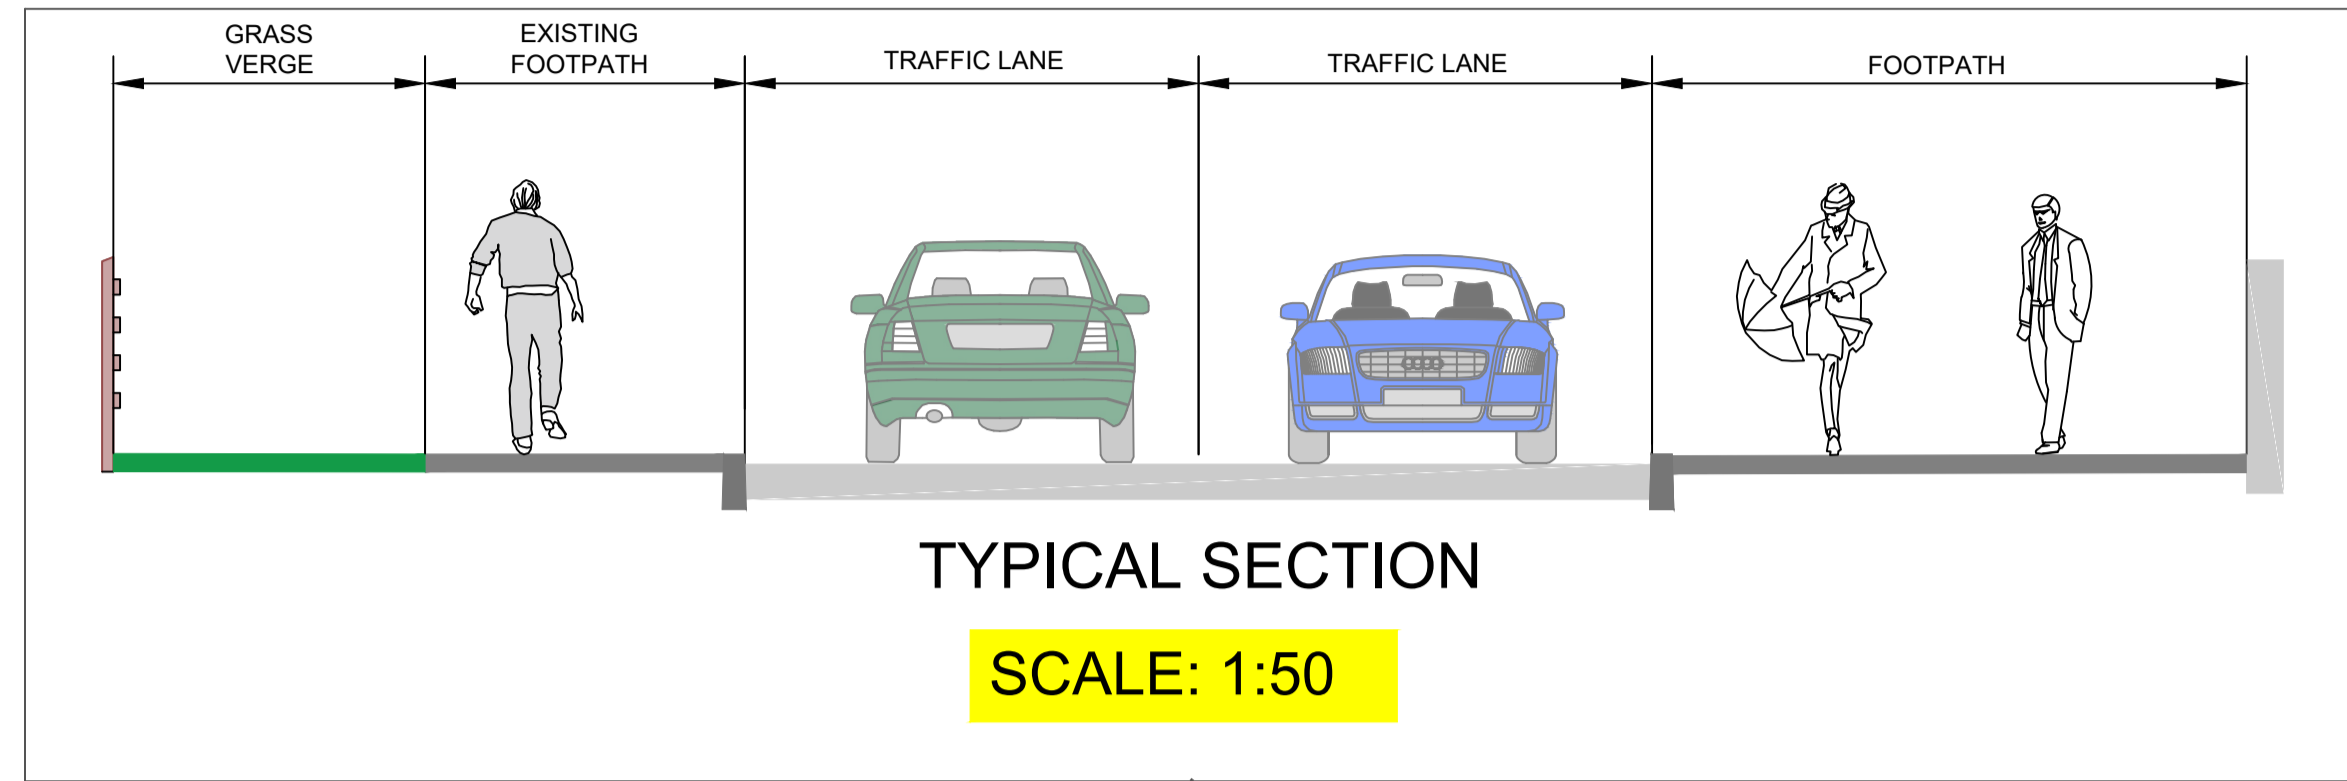 GRASS
VERGE
EXISTING
FOOTPATH
TRAFFIC LANE
TRAFFIC LANE
FOOTPATH
TYPICAL SECTION
SCALE: 1:50